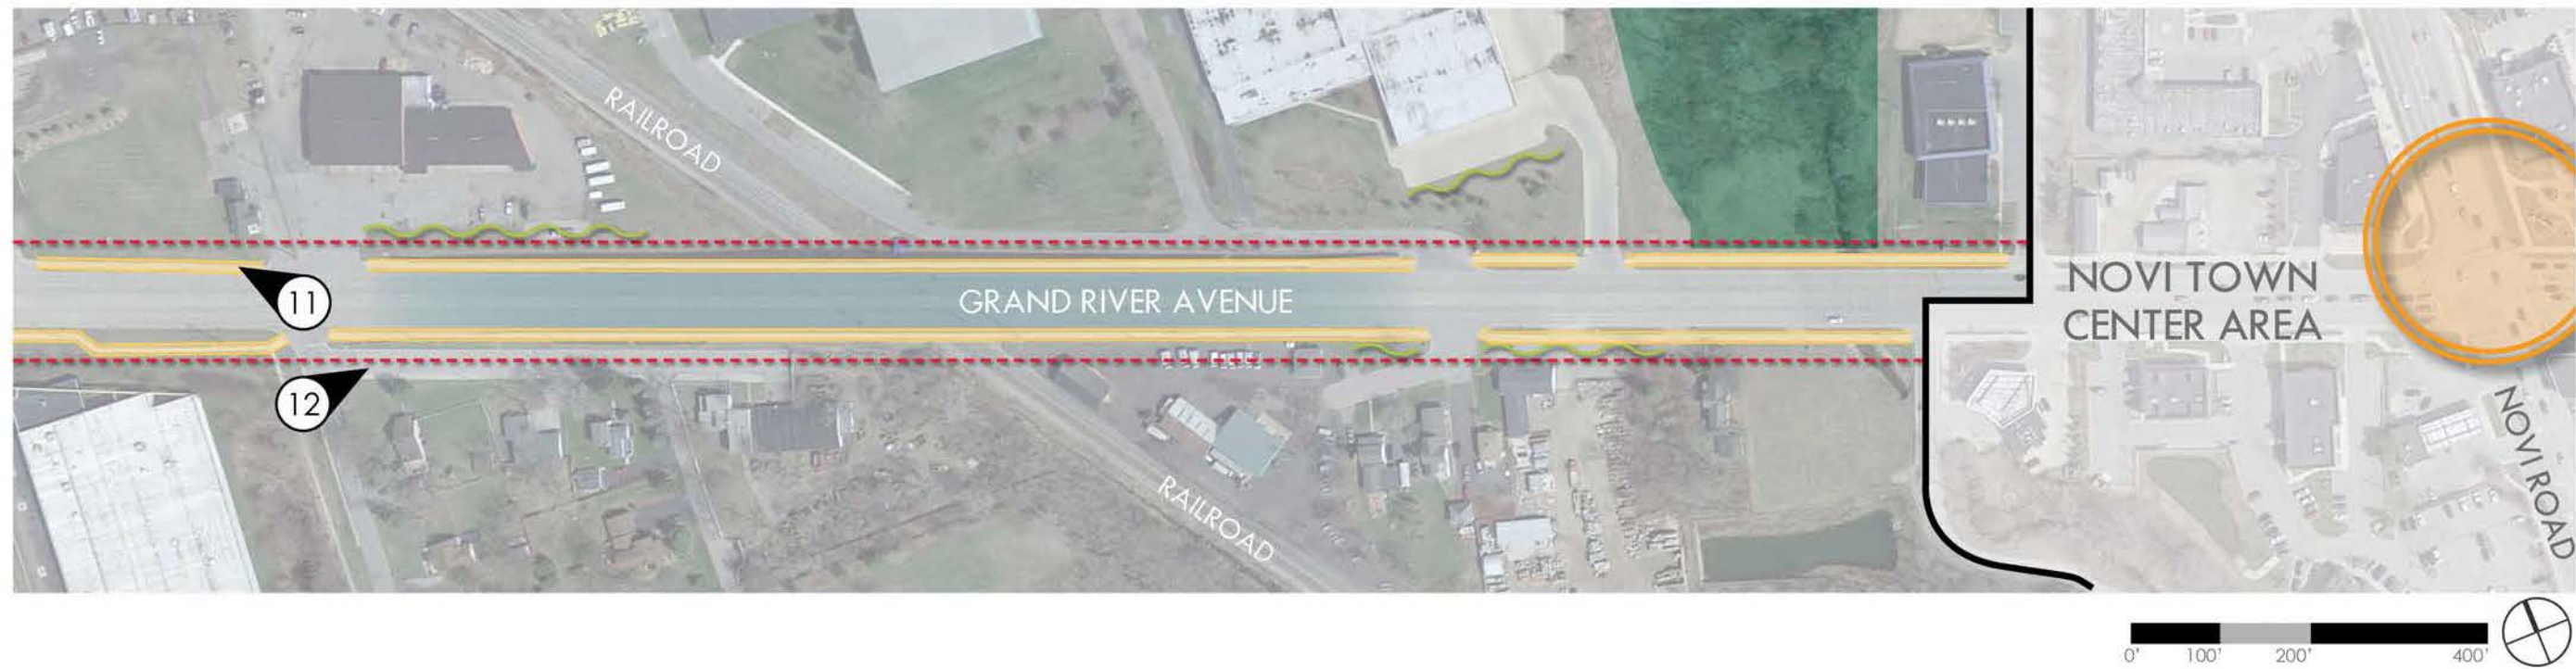 RAILROAD
11
GRAND RIVER AVENUE
NOVI TOWN
CENTER AREA
12
RAILROAD
NOVI ROAD
0' 100' 200' 400'